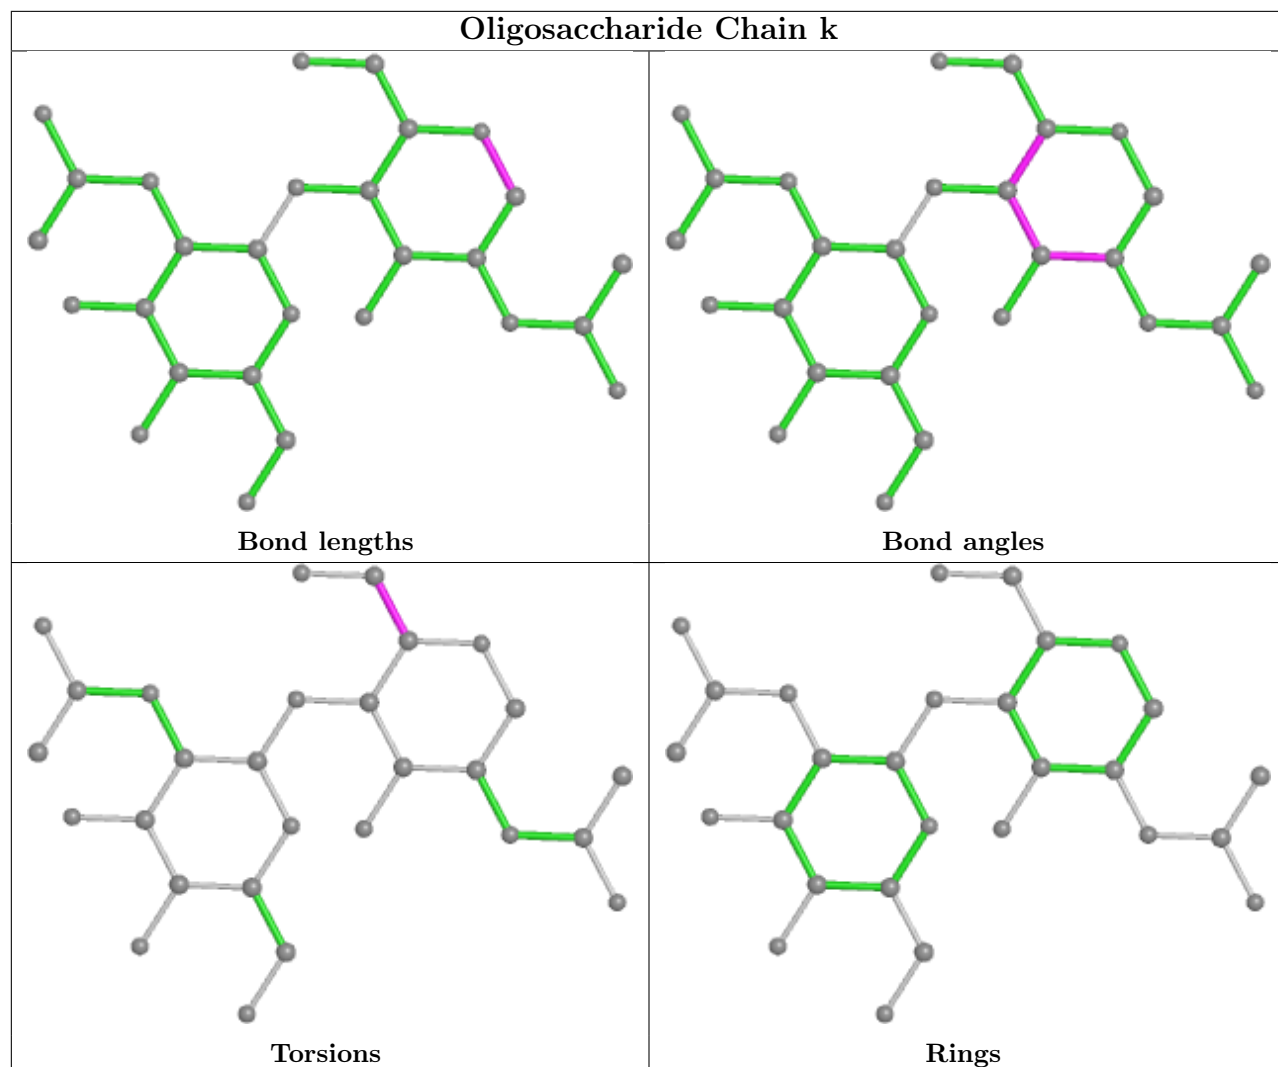 Oligosaccharide Chain k
Bond lengths
Bond angles
Torsions
Rings